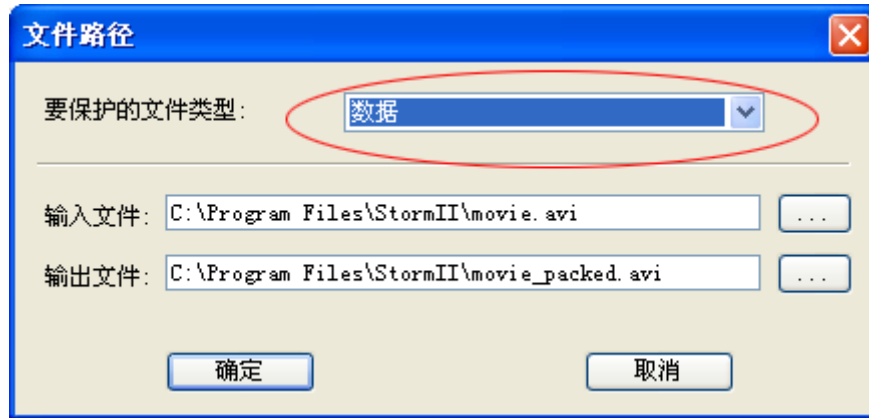 文件路径
要保护的文件类型: 数据
输入文件: C:\Program Files\StormII\movie.avi ...
输出文件: C:\Program Files\StormII\movie_packed.avi ...
确定 取消